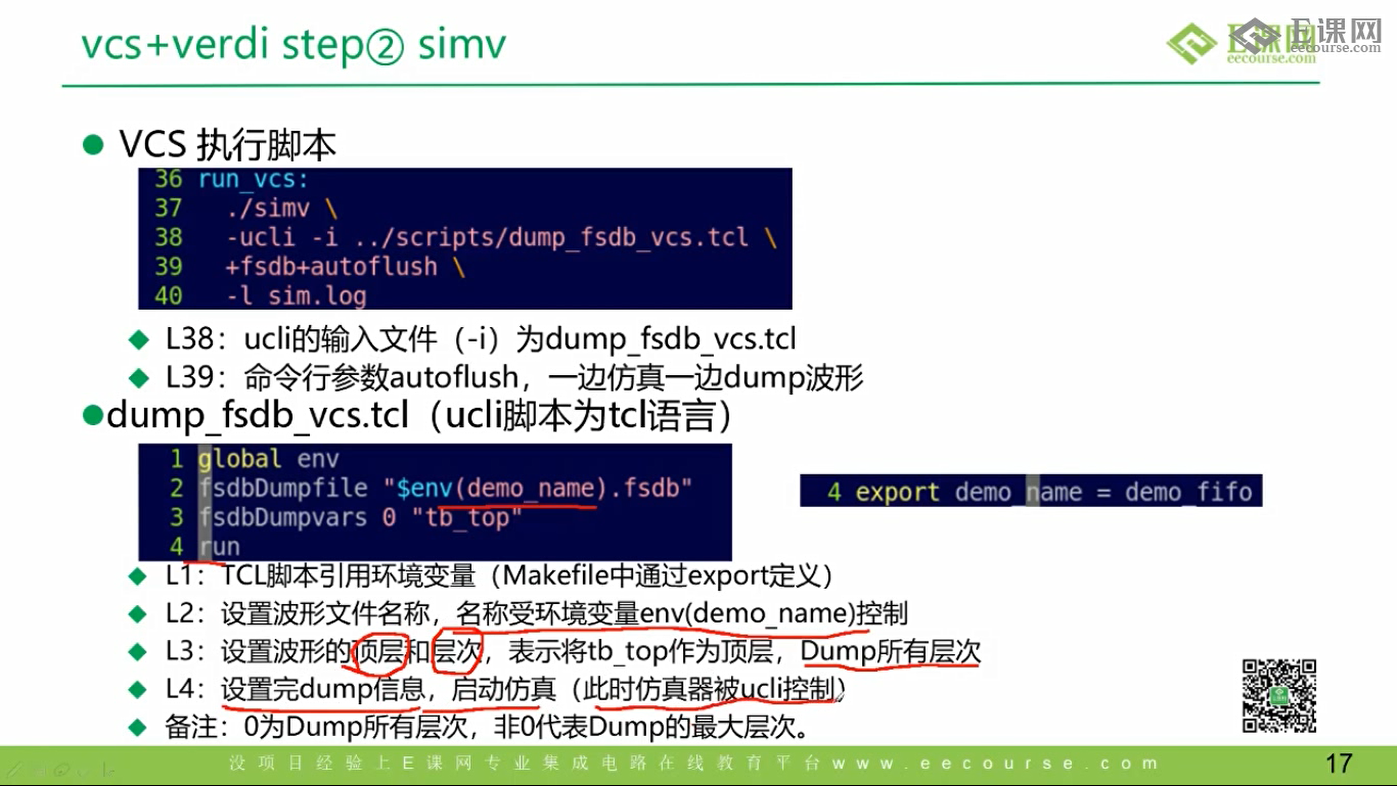 vcs+verdi step② simv
E课网
eecourse.com
E课网
eecourse.com
VCS 执行脚本
36 run_vcs:
37 ./simv \
38 -ucli -i ../scripts/dump_fsdb_vcs.tcl \
39 +fsdb+autoflush \
40 -l sim.log
L38：ucli的输入文件（-i）为dump_fsdb_vcs.tcl
L39：命令行参数autoflush，一边仿真一边dump波形
dump_fsdb_vcs.tcl（ucli脚本为tcl语言）
1 global env
2 fsdbDumpfile "$env(demo_name).fsdb"
3 fsdbDumpvars 0 "tb_top"
4 run
4 export demo_name = demo_fifo
L1：TCL脚本引用环境变量（Makefile中通过export定义）
L2：设置波形文件名称，名称受环境变量env(demo_name)控制
L3：设置波形的顶层和层次，表示将tb_top作为顶层，Dump所有层次
L4：设置完dump信息，启动仿真（此时仿真器被ucli控制）
备注：0为Dump所有层次，非0代表Dump的最大层次。
没项目经验上E课网专业集成电路在线教育平台www.eecourse.com
17